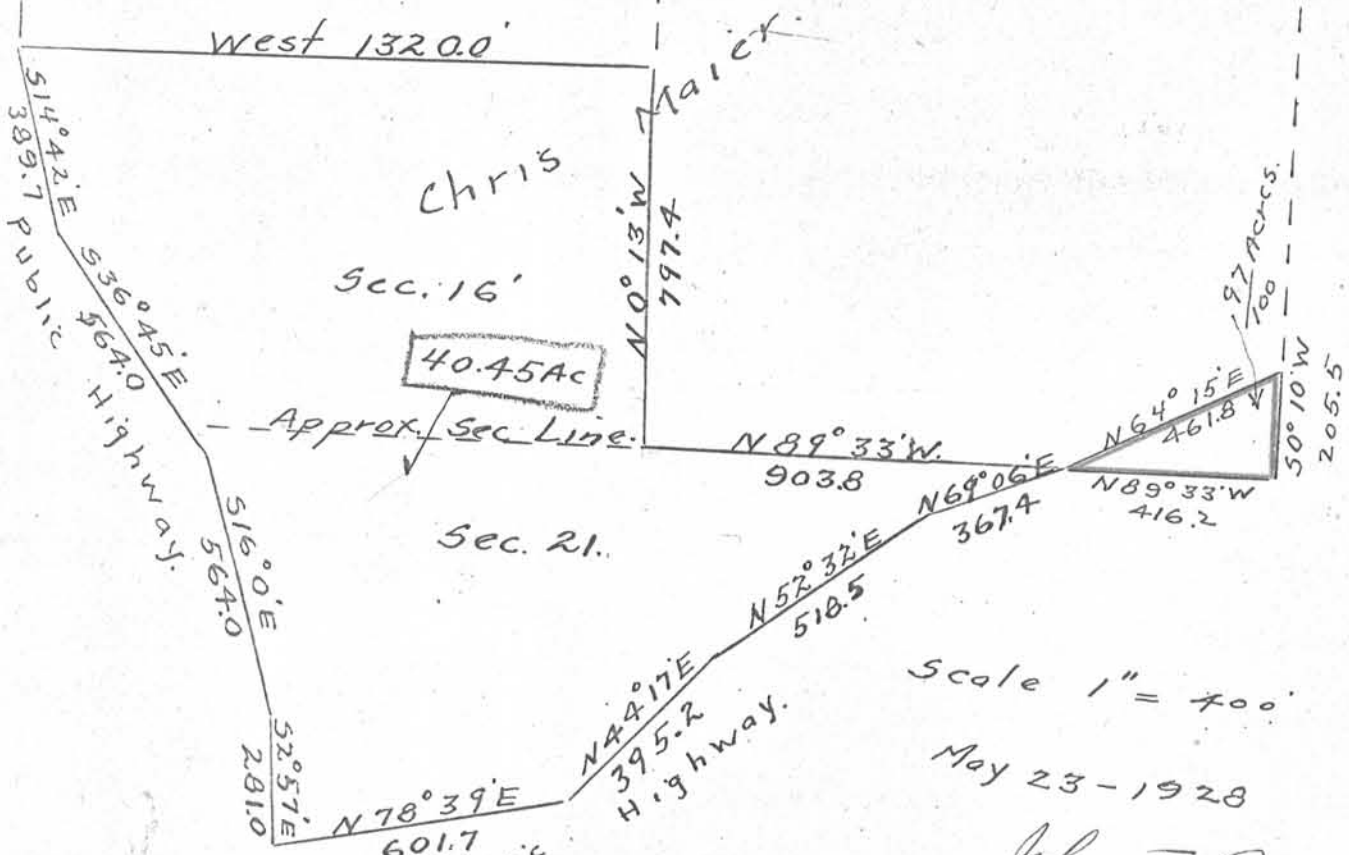 West 1320.0'
S14°42'E
389.7
Public Highway.
Chris
N0°13'W
797.4
Sec. 16'
S36°45'E
564.0
40.45Ac
197/100 Acres.
Approx. Sec. Line.
N89°33'W.
903.8
N64°15'E
461.8
S0°10'W
205.5
N89°33'W
416.2
N69°06'E
367.4
Sec. 21.
S16°0'E
564.0
N52°32'E
518.5
Scale 1" = 400'
N44°17'E
395.2
Highway.
May 23-1928
S2°57'E
281.0
N78°39'E
601.7